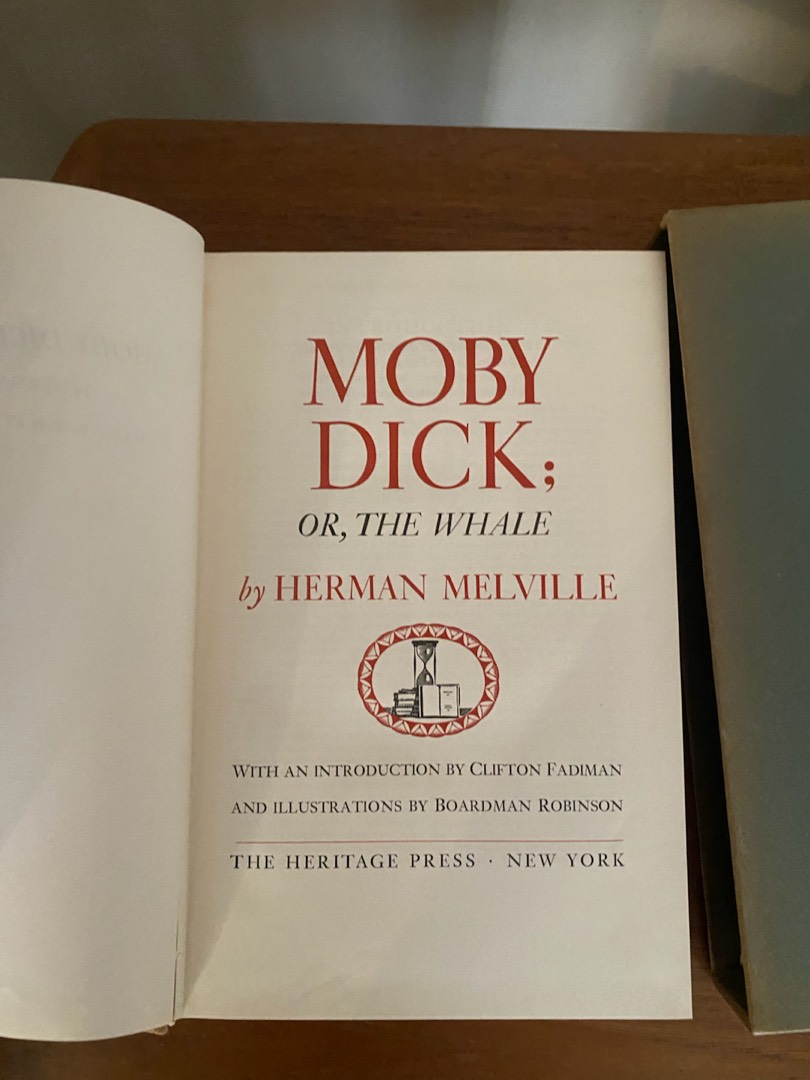 MOBY
DICK;
OR, THE WHALE
by HERMAN MELVILLE
WITH AN INTRODUCTION BY CLIFTON FADIMAN
AND ILLUSTRATIONS BY BOARDMAN ROBINSON
THE HERITAGE PRESS · NEW YORK